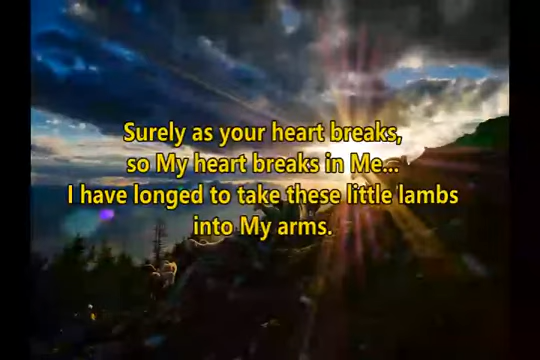 Surely as your heart breaks,
so My heart breaks in Me...
I have longed to take these little lambs
into My arms.